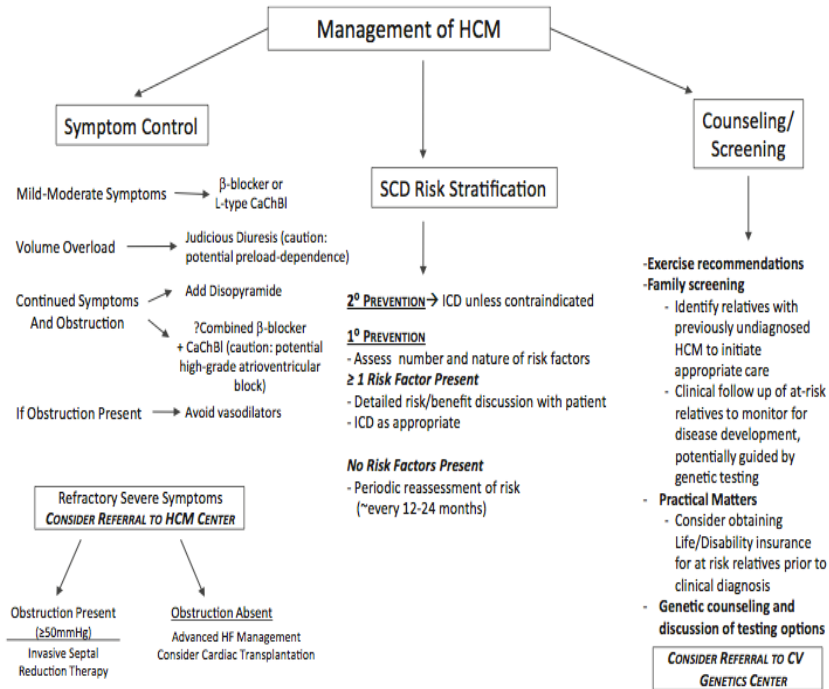 Management of HCM
Symptom Control
Mild-Moderate Symptoms
β-blocker or
L-type CaChBl
Volume Overload
Judicious Diuresis (caution:
potential preload-dependence)
Continued Symptoms
And Obstruction
Add Disopyramide
?Combined β-blocker
+ CaChBl (caution: potential
high-grade atrioventricular
block)
If Obstruction Present
Avoid vasodilators
Refractory Severe Symptoms
CONSIDER REFERRAL TO HCM CENTER
Obstruction Present
(≥50mmHg)
Invasive Septal
Reduction Therapy
Obstruction Absent
Advanced HF Management
Consider Cardiac Transplantation
SCD Risk Stratification
2⁰ PREVENTION → ICD unless contraindicated
1⁰ PREVENTION
- Assess number and nature of risk factors
≥ 1 Risk Factor Present
- Detailed risk/benefit discussion with patient
- ICD as appropriate
No Risk Factors Present
- Periodic reassessment of risk
(~every 12-24 months)
Counseling/
Screening
-Exercise recommendations
-Family screening
- Identify relatives with
previously undiagnosed
HCM to initiate
appropriate care
- Clinical follow up of at-risk
relatives to monitor for
disease development,
potentially guided by
genetic testing
- Practical Matters
- Consider obtaining
Life/Disability insurance
for at risk relatives prior to
clinical diagnosis
- Genetic counseling and
discussion of testing options
CONSIDER REFERRAL TO CV
GENETICS CENTER